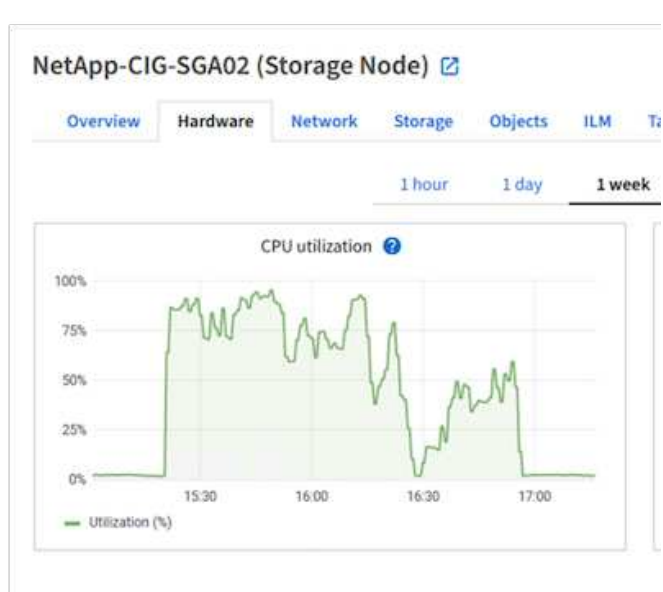 NetApp-CIG-SGA02 (Storage Node)
Overview Hardware Network Storage Objects ILM
1 hour 1 day 1 week
CPU utilization ?
100%
75%
50%
25%
0%
15:30 16:00 16:30 17:00
Utilization (%)